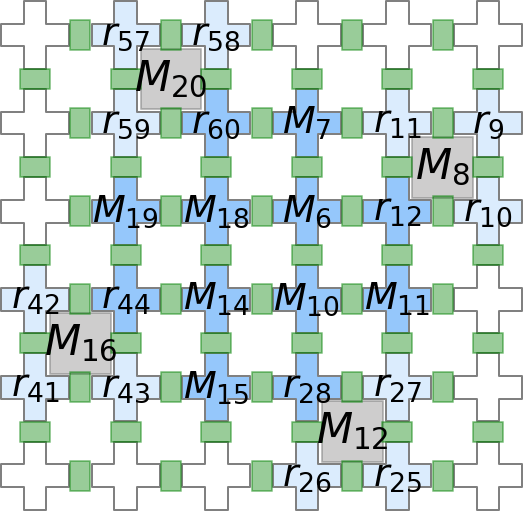 r₅₇ r₅₈
M₂₀
r₅₉ r₆₀ M₇ r₁₁ r₉
M₈
M₁₉ M₁₈ M₆ r₁₂ r₁₀
r₄₂ r₄₄ M₁₄ M₁₀ M₁₁
M₁₆
r₄₁ r₄₃ M₁₅ r₂₈ r₂₇
M₁₂
r₂₆ r₂₅